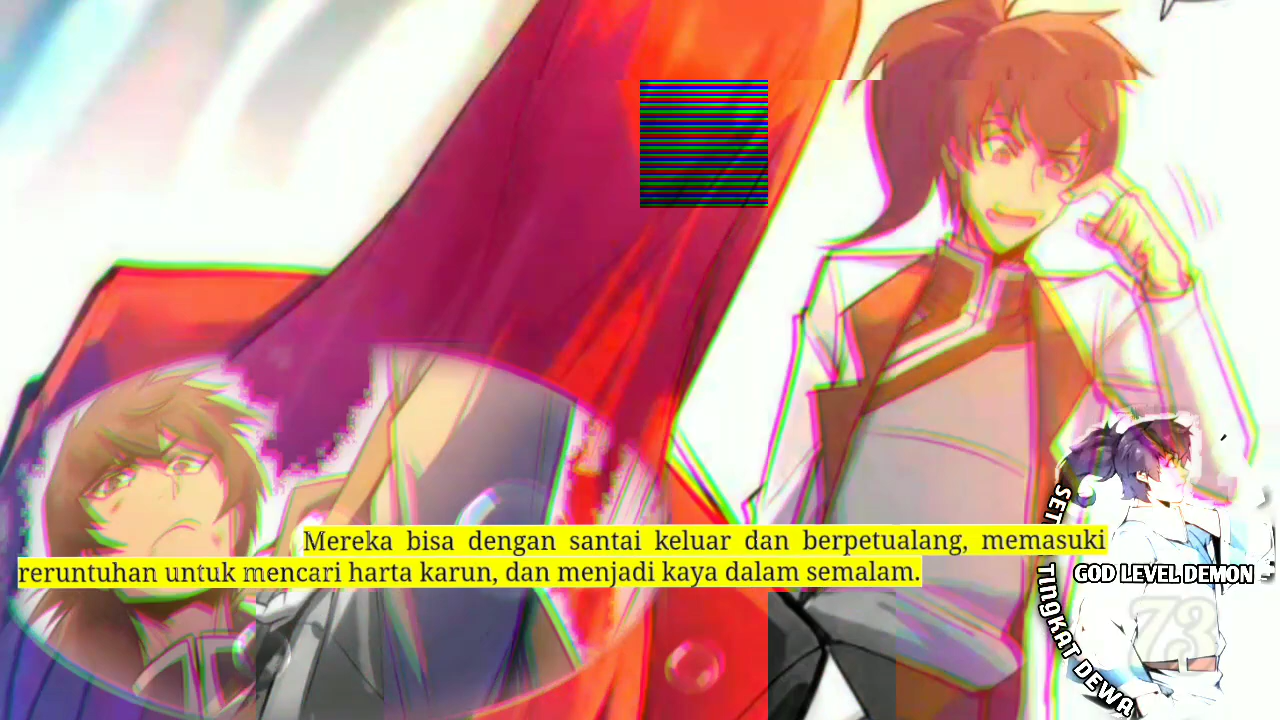 Mereka bisa dengan santai keluar dan berpetualang, memasuki
reruntuhan untuk mencari harta karun, dan menjadi kaya dalam semalam.
GOD LEVEL DEMON
73
TINGKAT DEWA